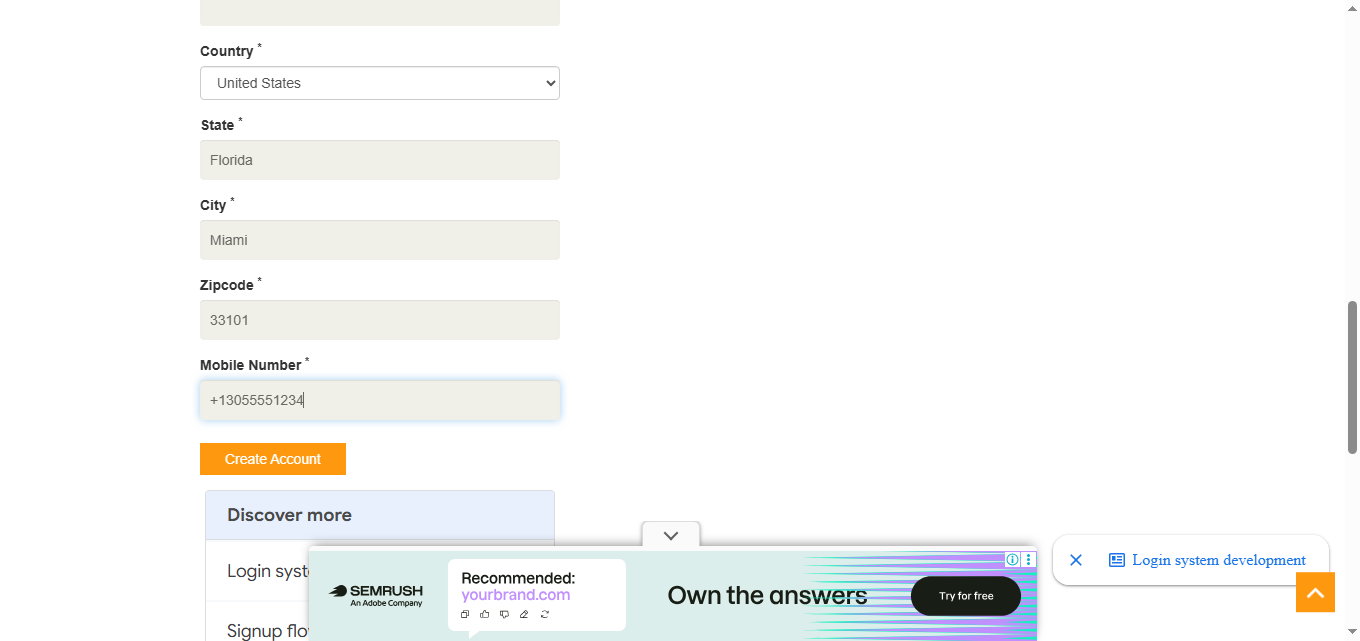 Country *
United States
State *
Florida
City *
Miami
Zipcode *
33101
Mobile Number *
+13055551234
Create Account
Discover more
Login syst
Signup flo
SEMRUSH
An Adobe Company
Recommended:
yourbrand.com
Own the answers
Try for free
Login system development